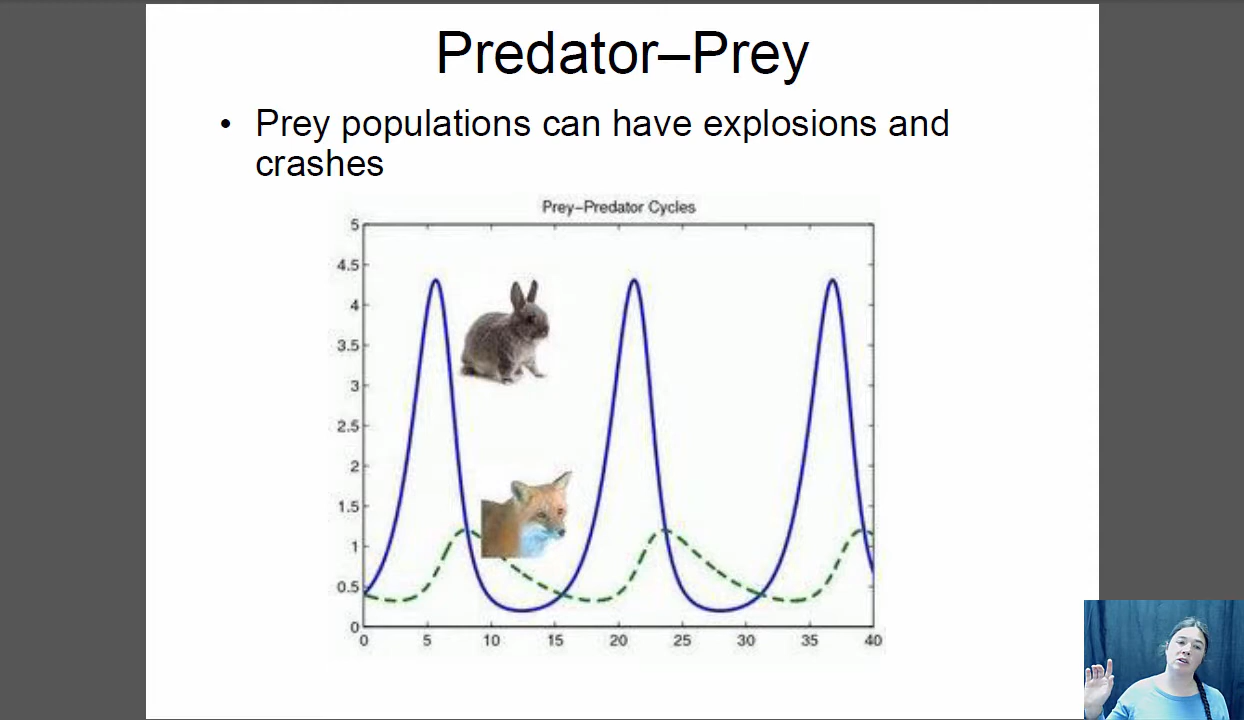 Predator–Prey
• Prey populations can have explosions and
crashes
Prey–Predator Cycles
5
4.5
4
3.5
3
2.5
2
1.5
1
0.5
0
0 5 10 15 20 25 30 35 40